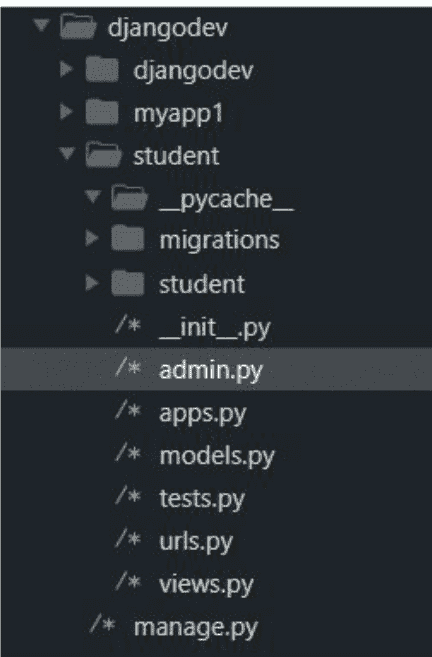 djangodev
djangodev
myapp1
student
__pycache__
migrations
student
/* __init__.py
/* admin.py
/* apps.py
/* models.py
/* tests.py
/* urls.py
/* views.py
/* manage.py